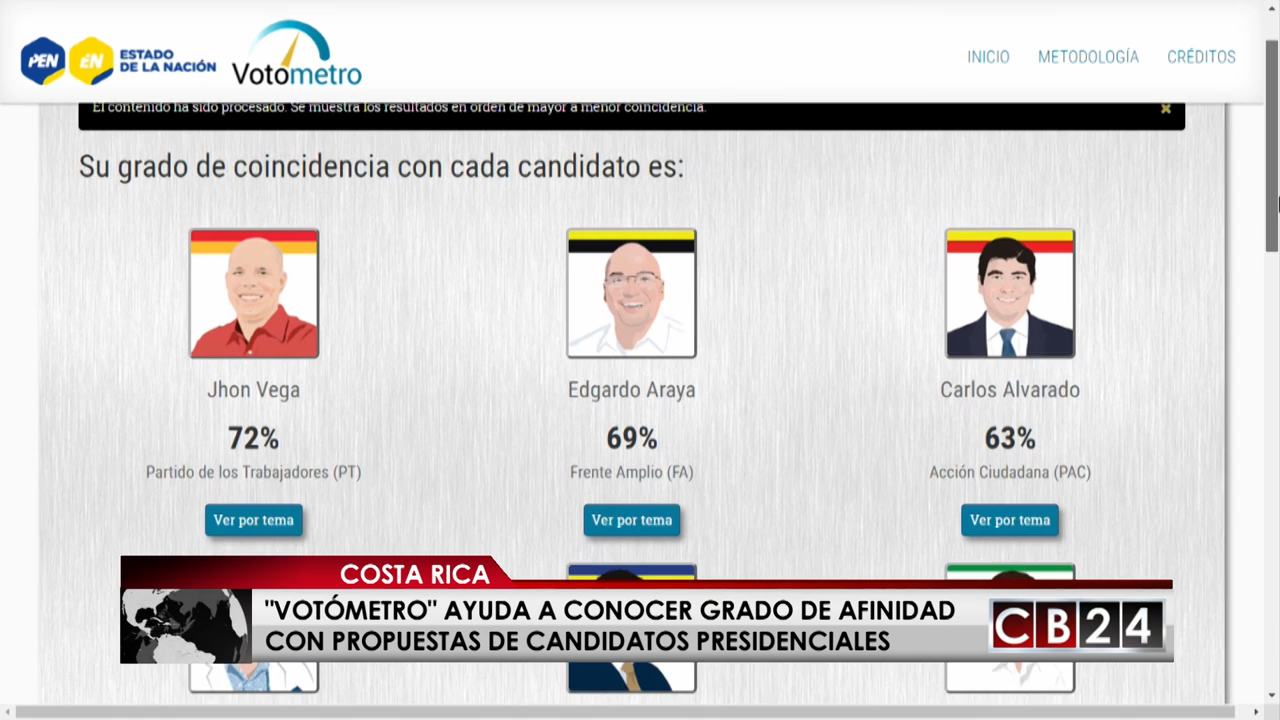 PEN
EN
ESTADO
DE LA NACIÓN
Votómetro
INICIO
METODOLOGÍA
CRÉDITOS
El contenido ha sido procesado. Se muestra los resultados en orden de mayor a menor coincidencia.
Su grado de coincidencia con cada candidato es:
Jhon Vega
72%
Partido de los Trabajadores (PT)
Ver por tema
Edgardo Araya
69%
Frente Amplio (FA)
Ver por tema
Carlos Alvarado
63%
Acción Ciudadana (PAC)
Ver por tema
COSTA RICA
"VOTÓMETRO" AYUDA A CONOCER GRADO DE AFINIDAD
CON PROPUESTAS DE CANDIDATOS PRESIDENCIALES
CB24